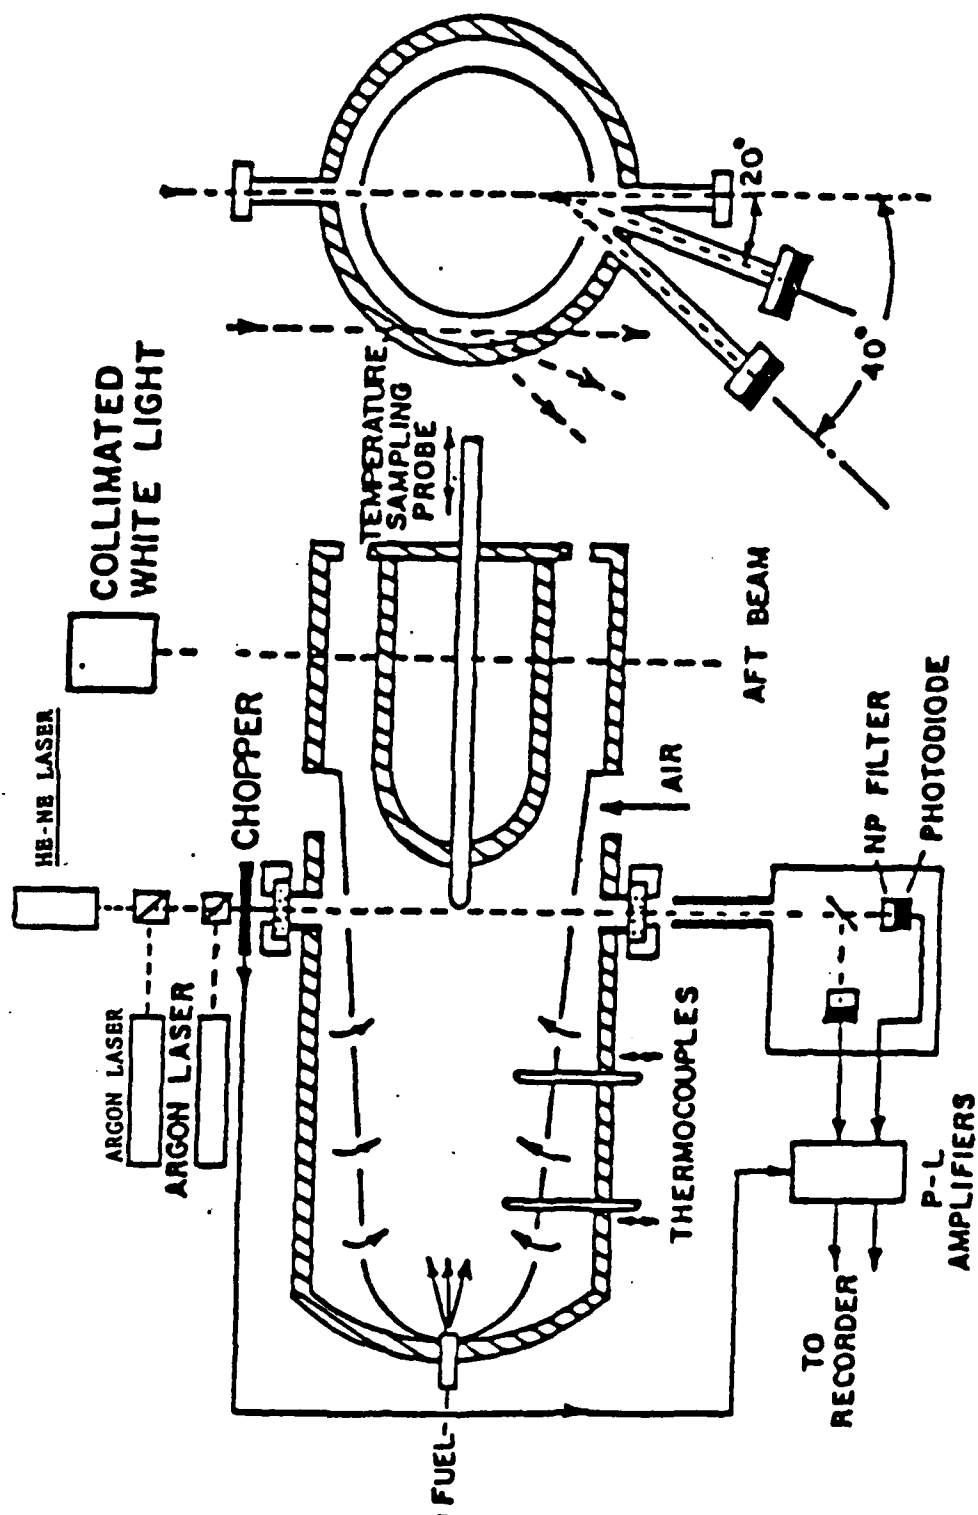 COLLIMATED
WHITE LIGHT
HE-NE LASER
CHOPPER
ARGON LASER
ARGON LASER
TEMPERATURE
SAMPLING
PROBE
20°
40°
AFT BEAM
AIR
NP FILTER
PHOTODIODE
THERMOCOUPLES
P-L
AMPLIFIERS
TO
RECORDER
FUEL